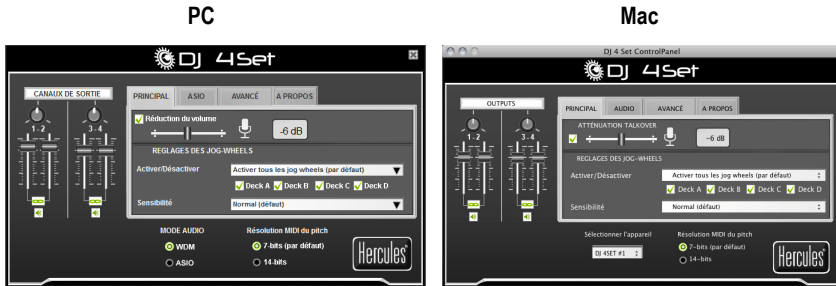 PC
DJ 4Set
CANAUX DE SORTIE
1-2
3-4
PRINCIPAL ASIO AVANCÉ A PROPOS
Réduction du volume
-6 dB
REGLAGES DES JOG-WHEELS
Activer/Désactiver Activer tous les jog wheels (par défaut)
Deck A Deck B Deck C Deck D
Sensibilité Normal (défaut)
MODE AUDIO
WDM
ASIO
Résolution MIDI du pitch
7-bits (par défaut)
14-bits
Hercules
Mac
DJ 4 Set ControlPanel
DJ 4Set
OUTPUTS
1-2
3-4
PRINCIPAL AUDIO AVANCÉ A PROPOS
ATTÉNUATION TALKOVER
-6 dB
REGLAGES DES JOG-WHEELS
Activer/Désactiver Activer tous les jog wheels (par défaut)
Deck A Deck B Deck C Deck D
Sensibilité Normal (défaut)
Sélectionner l'appareil
DJ 4SET #1
Résolution MIDI du pitch
7-bits (par défaut)
14-bits
Hercules